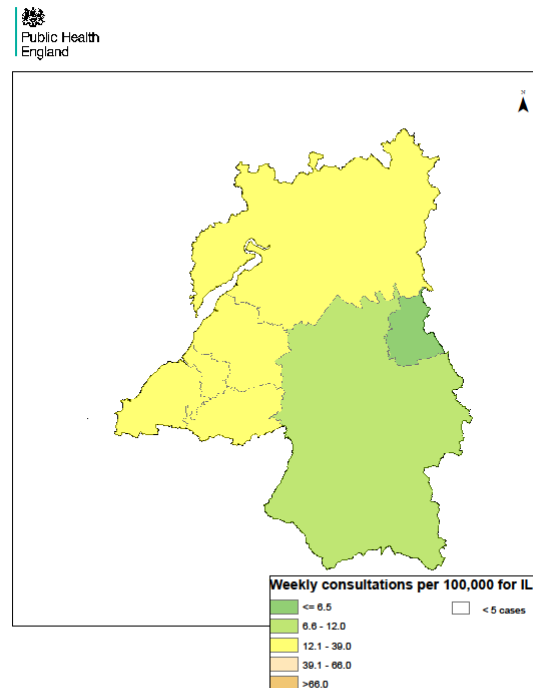 Public Health
England
N
Weekly consultations per 100,000 for IL
<= 6.5
< 5 cases
6.6 - 12.0
12.1 - 39.0
39.1 - 66.0
>66.0